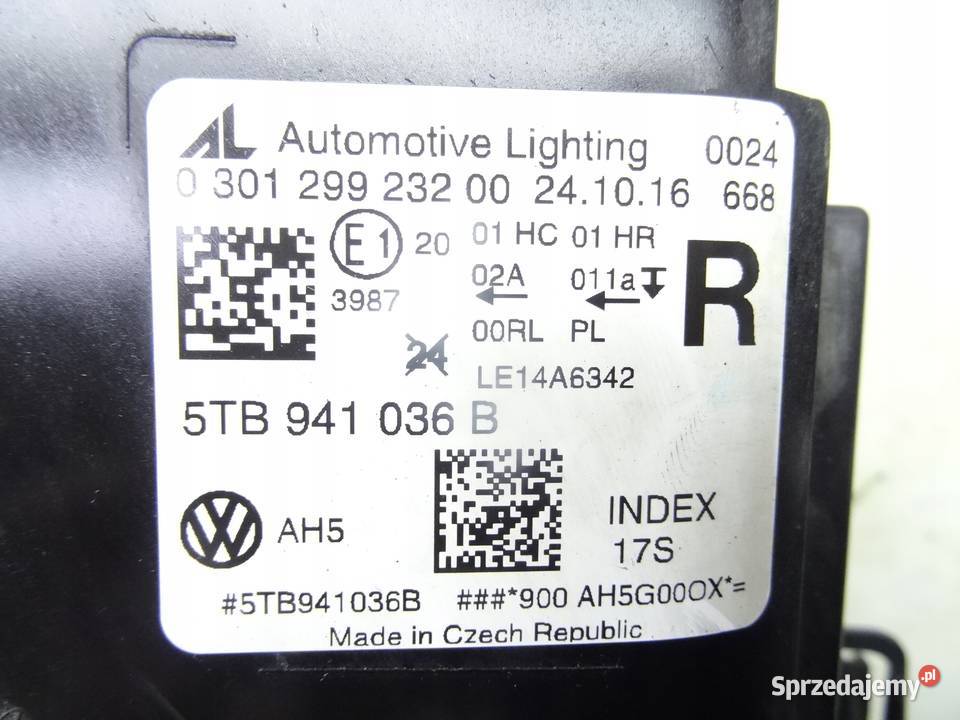 AL Automotive Lighting 0024
0 301 299 232 00 24.10.16 668
E1 20 01 HC 01 HR
3987 02A 011a
00RL PL R
24
LE14A6342
5TB 941 036 B
VW AH5 INDEX
17S
#5TB941036B ###*900 AH5G00OX*=
Made in Czech Republic
Sprzedajemy.pl